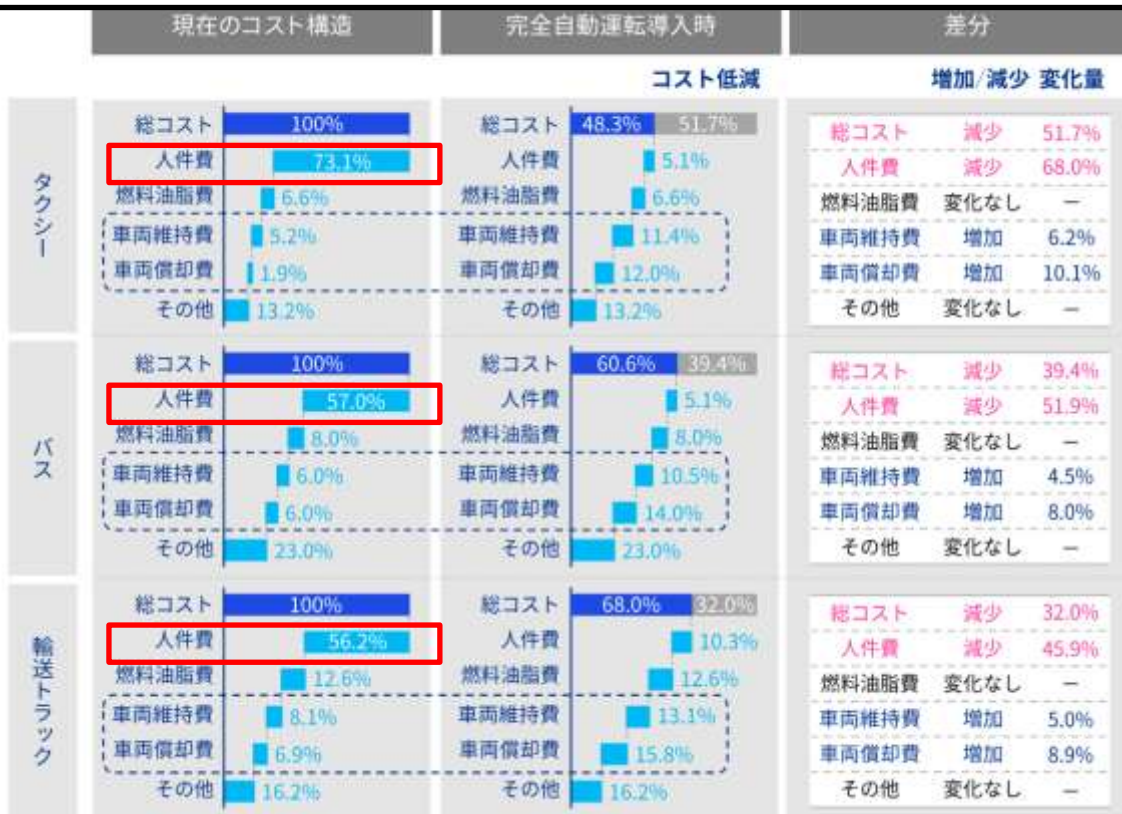 現在のコスト構造 完全自動運転導入時 差分
コスト低減 増加/減少 変化量
タクシー
総コスト 100% 総コスト 48.3% 51.7% 総コスト 減少 51.7%
人件費 73.1% 人件費 5.1% 人件費 減少 68.0%
燃料油脂費 6.6% 燃料油脂費 6.6% 燃料油脂費 変化なし −
車両維持費 5.2% 車両維持費 11.4% 車両維持費 増加 6.2%
車両償却費 1.9% 車両償却費 12.0% 車両償却費 増加 10.1%
その他 13.2% その他 13.2% その他 変化なし −
バス
総コスト 100% 総コスト 60.6% 39.4% 総コスト 減少 39.4%
人件費 57.0% 人件費 5.1% 人件費 減少 51.9%
燃料油脂費 8.0% 燃料油脂費 8.0% 燃料油脂費 変化なし −
車両維持費 6.0% 車両維持費 10.5% 車両維持費 増加 4.5%
車両償却費 6.0% 車両償却費 14.0% 車両償却費 増加 8.0%
その他 23.0% その他 23.0% その他 変化なし −
輸送トラック
総コスト 100% 総コスト 68.0% 32.0% 総コスト 減少 32.0%
人件費 56.2% 人件費 10.3% 人件費 減少 45.9%
燃料油脂費 12.6% 燃料油脂費 12.6% 燃料油脂費 変化なし −
車両維持費 8.1% 車両維持費 13.1% 車両維持費 増加 5.0%
車両償却費 6.9% 車両償却費 15.8% 車両償却費 増加 8.9%
その他 16.2% その他 16.2% その他 変化なし −